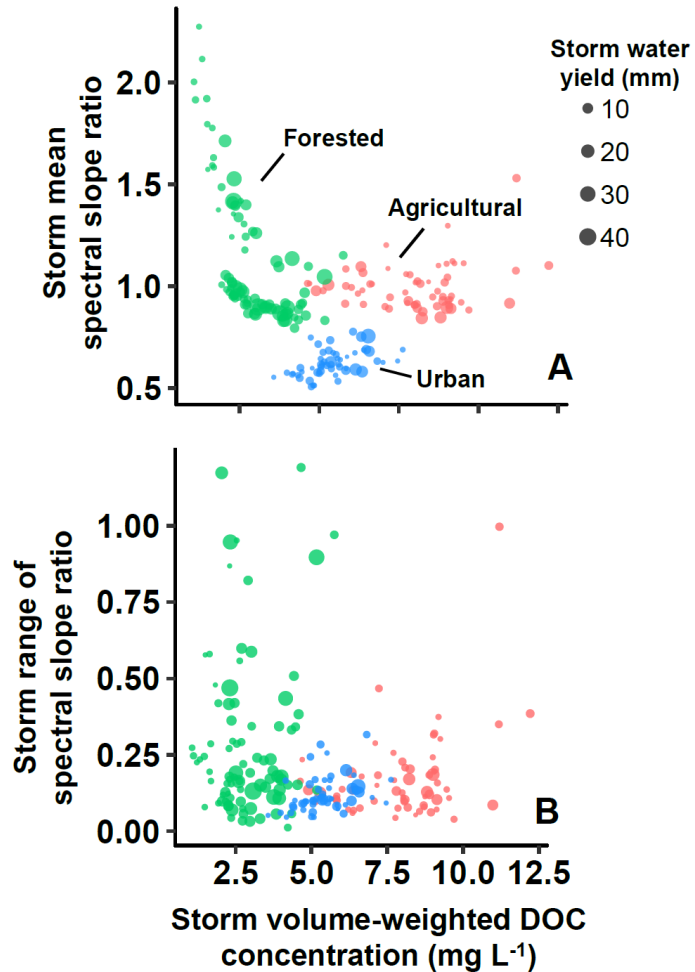 Storm water
yield (mm)
10
20
30
40
Storm mean
spectral slope ratio
2.0
1.5
1.0
0.5
Forested
Agricultural
Urban
A
Storm range of
spectral slope ratio
1.00
0.75
0.50
0.25
0.00
B
2.5 5.0 7.5 10.0 12.5
Storm volume-weighted DOC
concentration (mg L⁻¹)